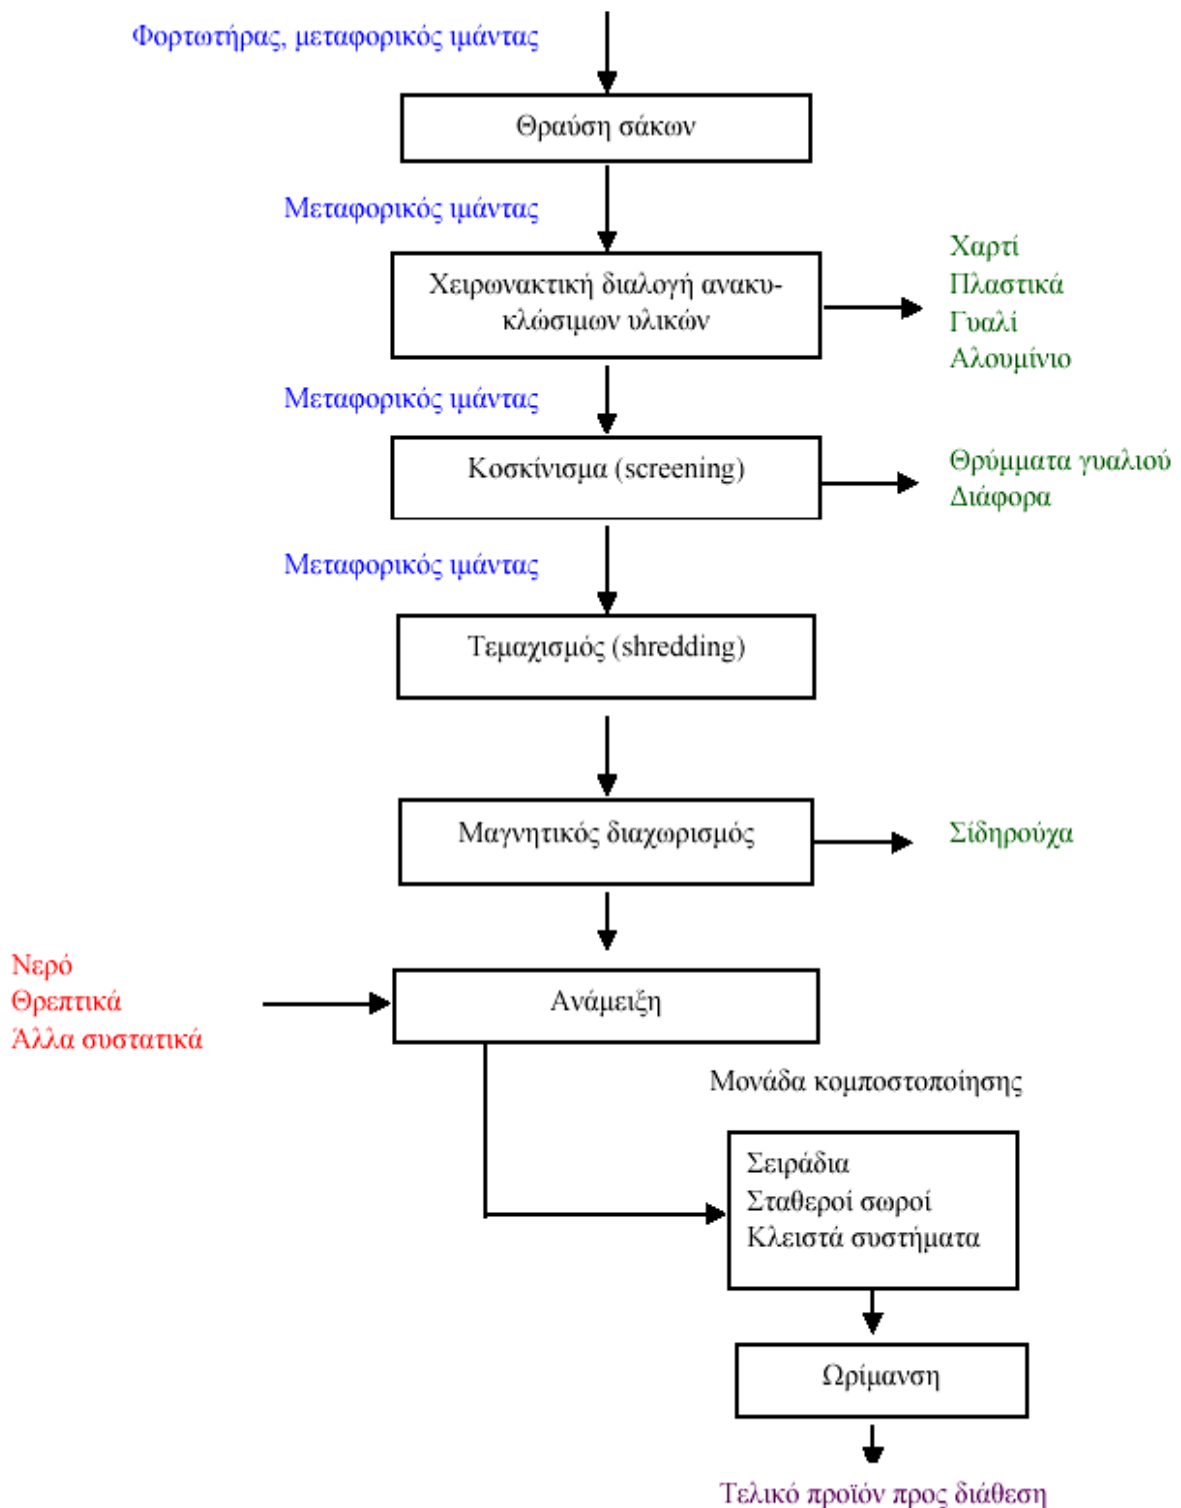 Φορτωτήρας, μεταφορικός ιμάντας
Θραύση σάκων
Μεταφορικός ιμάντας
Χειρωνακτική διαλογή ανακυ-
κλώσιμων υλικών
Χαρτί
Πλαστικά
Γυαλί
Αλουμίνιο
Μεταφορικός ιμάντας
Κοσκίνισμα (screening)
Θρύμματα γυαλιού
Διάφορα
Μεταφορικός ιμάντας
Τεμαχισμός (shredding)
Μαγνητικός διαχωρισμός
Σίδηρούχα
Νερό
Θρεπτικά
Άλλα συστατικά
Ανάμειξη
Μονάδα κομποστοποίησης
Σειράδια
Σταθεροί σωροί
Κλειστά συστήματα
Ωρίμανση
Τελικό προϊόν προς διάθεση